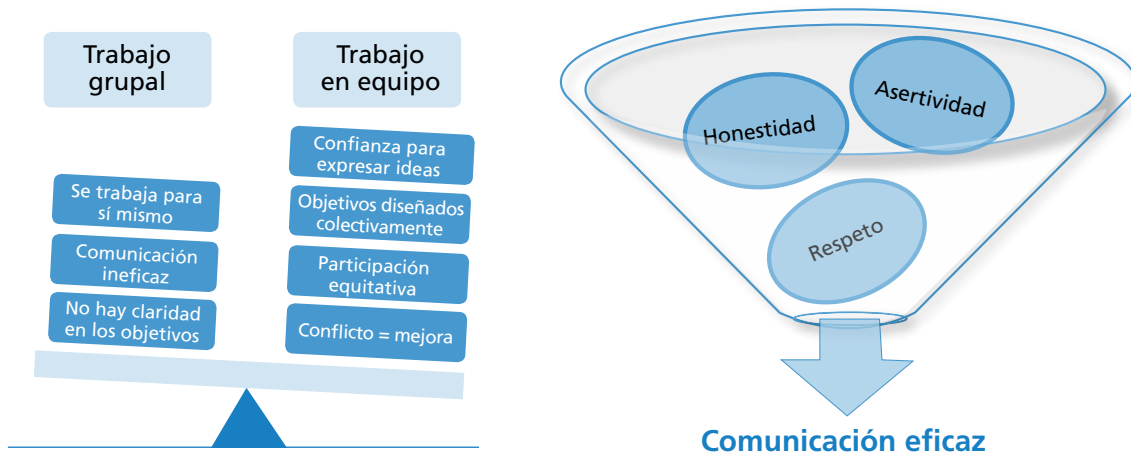 Trabajo
grupal
Se trabaja para
sí mismo
Comunicación
ineficaz
No hay claridad
en los objetivos
Trabajo
en equipo
Confianza para
expresar ideas
Objetivos diseñados
colectivamente
Participación
equitativa
Conflicto = mejora
Asertividad
Honestidad
Respeto
Comunicación eficaz